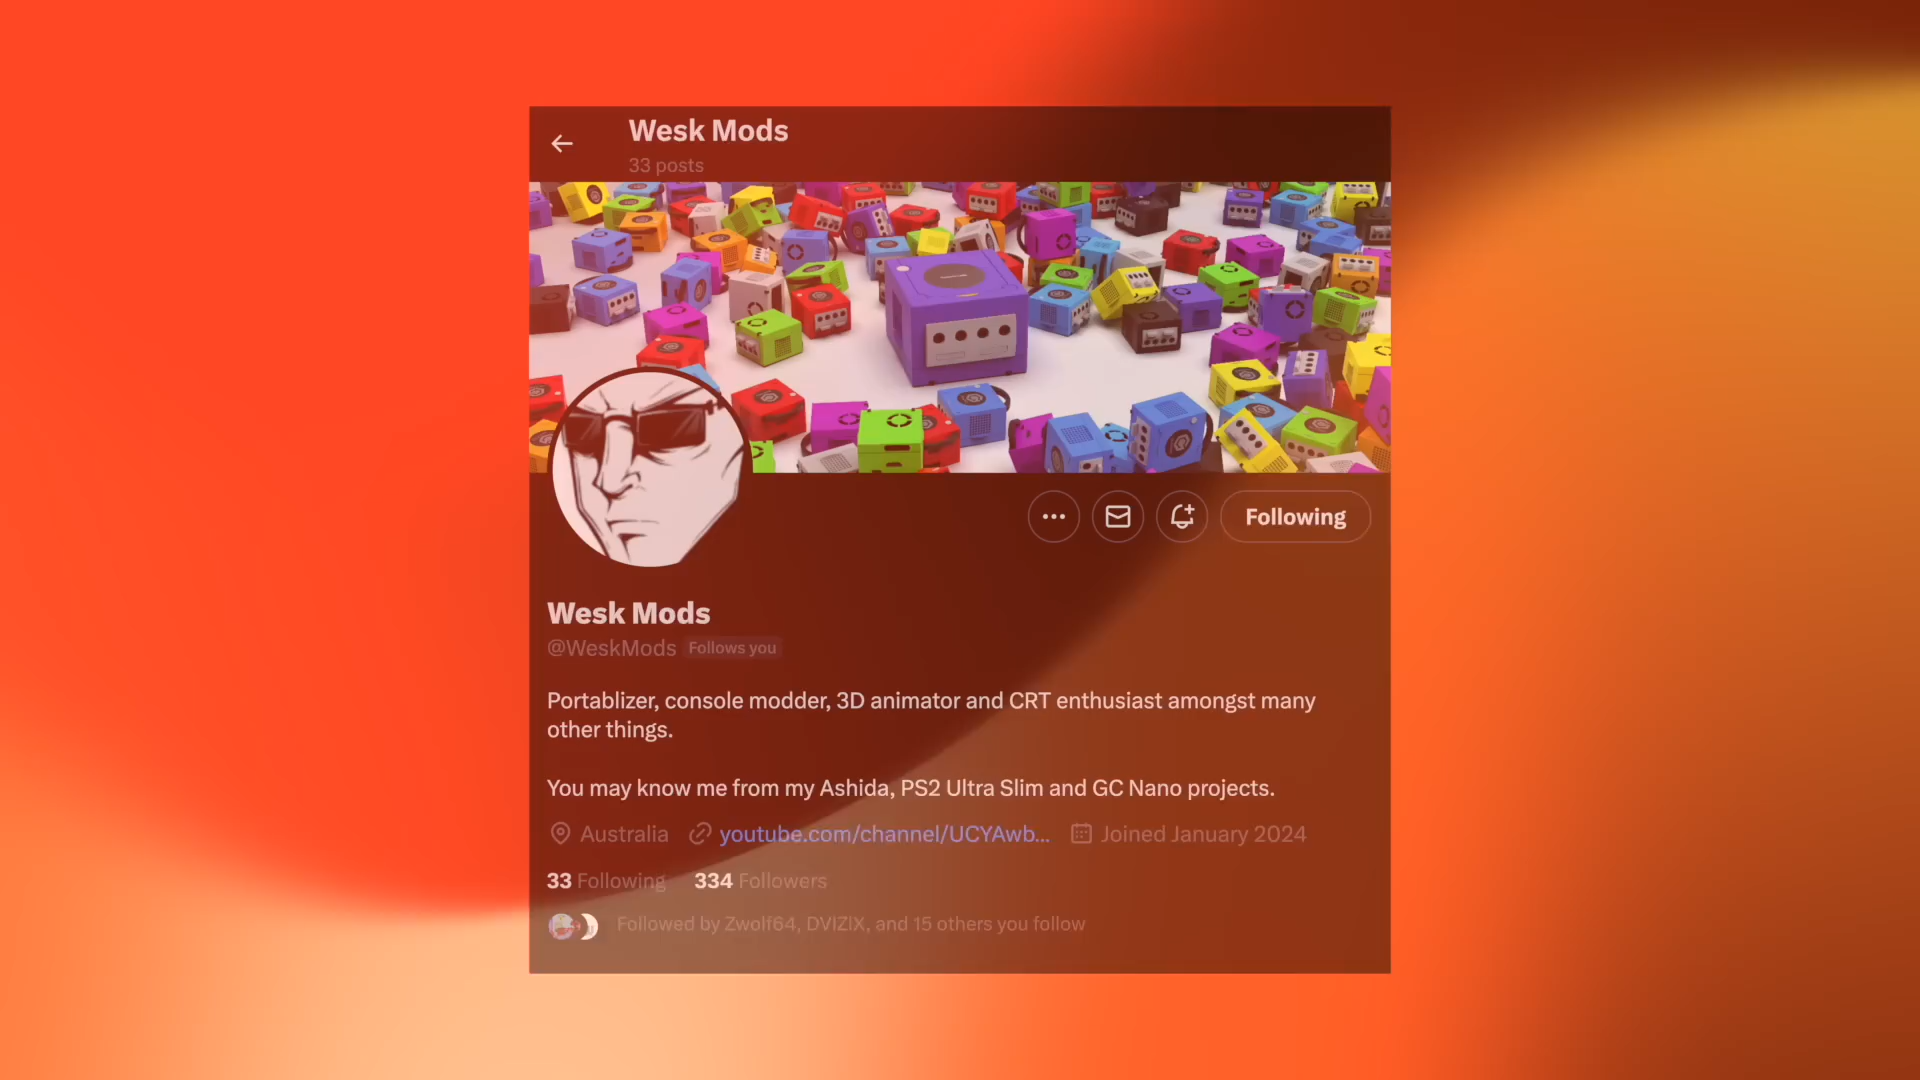 Wesk Mods
33 posts
Following
Wesk Mods
@WeskMods Follows you
Portablizer, console modder, 3D animator and CRT enthusiast amongst many
other things.
You may know me from my Ashida, PS2 Ultra Slim and GC Nano projects.
Australia youtube.com/channel/UCYAwb... Joined January 2024
33 Following 334 Followers
Followed by Zwolf64, DVIZIX, and 15 others you follow